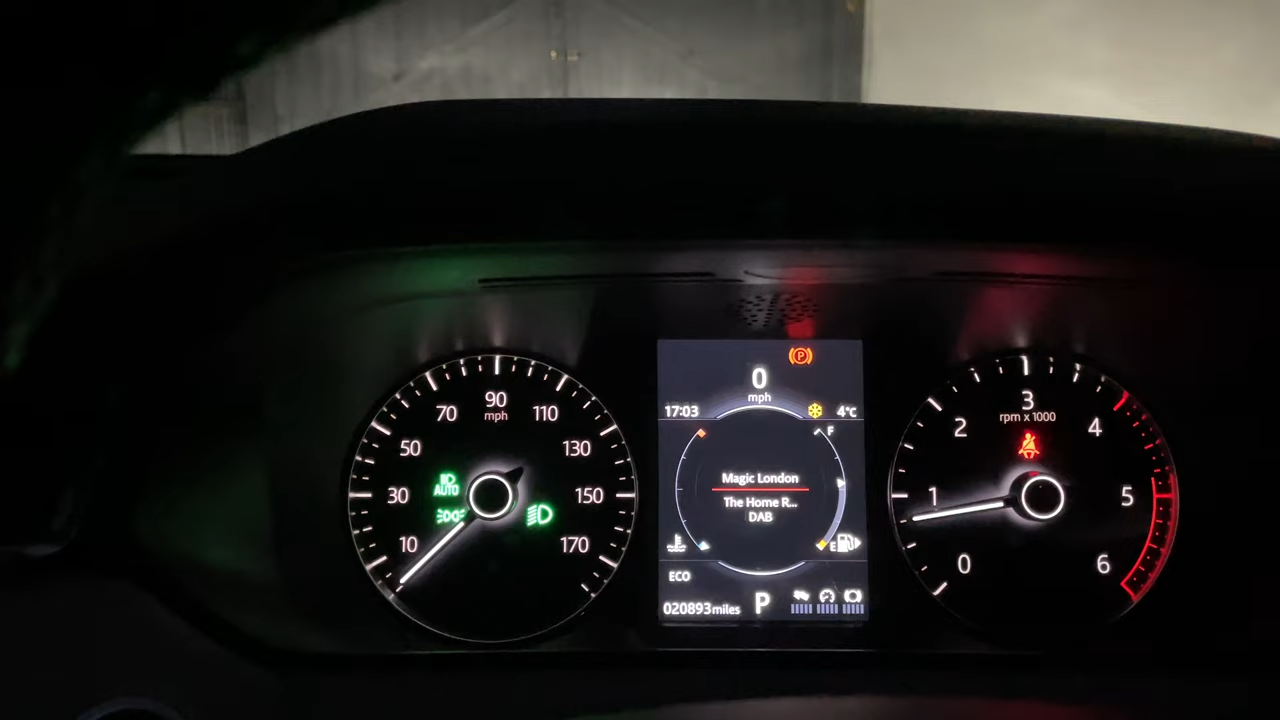 10
30
50
70
90
mph
110
130
150
170
AUTO
P
0
mph
17:03
4°C
F
Magic London
The Home R...
DAB
E
ECO
020893miles
P
0
1
2
3
rpm x 1000
4
5
6